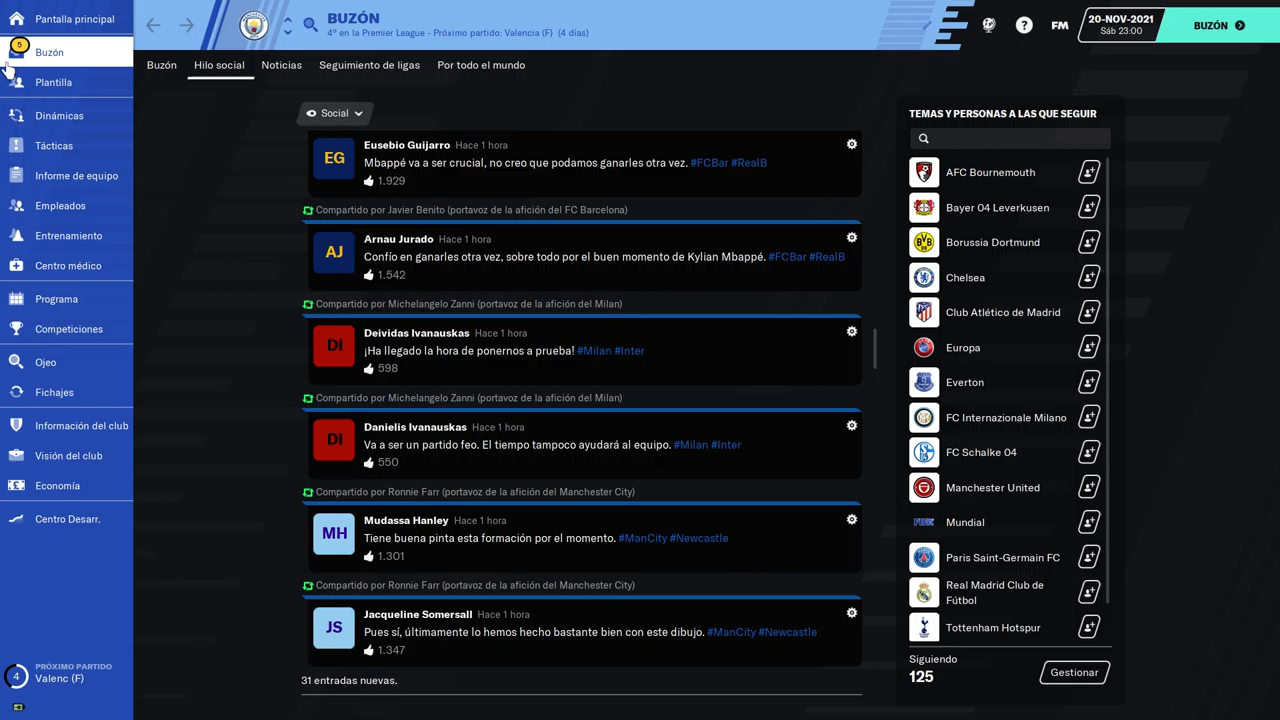 Pantalla principal
BUZÓN
4º en la Premier League - Próximo partido: Valencia (F) (4 días)
FM
20-NOV-2021
Sáb 23:00
BUZÓN
5
Buzón
Plantilla
Dinámicas
Tácticas
Informe de equipo
Empleados
Entrenamiento
Centro médico
Programa
Competiciones
Ojeo
Fichajes
Información del club
Visión del club
Economía
Centro Desarr.
4
PRÓXIMO PARTIDO
Valenc (F)
Buzón
Hilo social
Noticias
Seguimiento de ligas
Por todo el mundo
Social
EG
Eusebio Guijarro Hace 1 hora
Mbappé va a ser crucial, no creo que podamos ganarles otra vez. #FCBar #RealB
1.929
Compartido por Javier Benito (portavoz de la afición del FC Barcelona)
AJ
Arnau Jurado Hace 1 hora
Confío en ganarles otra vez, sobre todo por el buen momento de Kylian Mbappé. #FCBar #RealB
1.542
Compartido por Michelangelo Zanni (portavoz de la afición del Milan)
DI
Deividas Ivanauskas Hace 1 hora
¡Ha llegado la hora de ponernos a prueba! #Milan #Inter
598
Compartido por Michelangelo Zanni (portavoz de la afición del Milan)
DI
Danielis Ivanauskas Hace 1 hora
Va a ser un partido feo. El tiempo tampoco ayudará al equipo. #Milan #Inter
550
Compartido por Ronnie Farr (portavoz de la afición del Manchester City)
MH
Mudassa Hanley Hace 1 hora
Tiene buena pinta esta formación por el momento. #ManCity #Newcastle
1.301
Compartido por Ronnie Farr (portavoz de la afición del Manchester City)
JS
Jacqueline Somersall Hace 1 hora
Pues sí, últimamente lo hemos hecho bastante bien con este dibujo. #ManCity #Newcastle
1.347
31 entradas nuevas.
TEMAS Y PERSONAS A LAS QUE SEGUIR
AFC Bournemouth
Bayer 04 Leverkusen
Borussia Dortmund
Chelsea
Club Atlético de Madrid
Europa
Everton
FC Internazionale Milano
FC Schalke 04
Manchester United
Mundial
Paris Saint-Germain FC
Real Madrid Club de
Fútbol
Tottenham Hotspur
Siguiendo
125
Gestionar